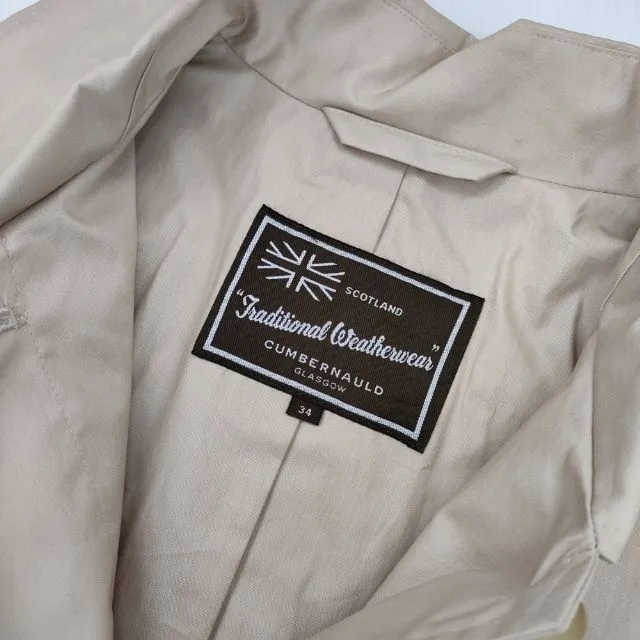 SCOTLAND
"Traditional Weatherwear"
CUMBERNAULD
GLASGOW
34